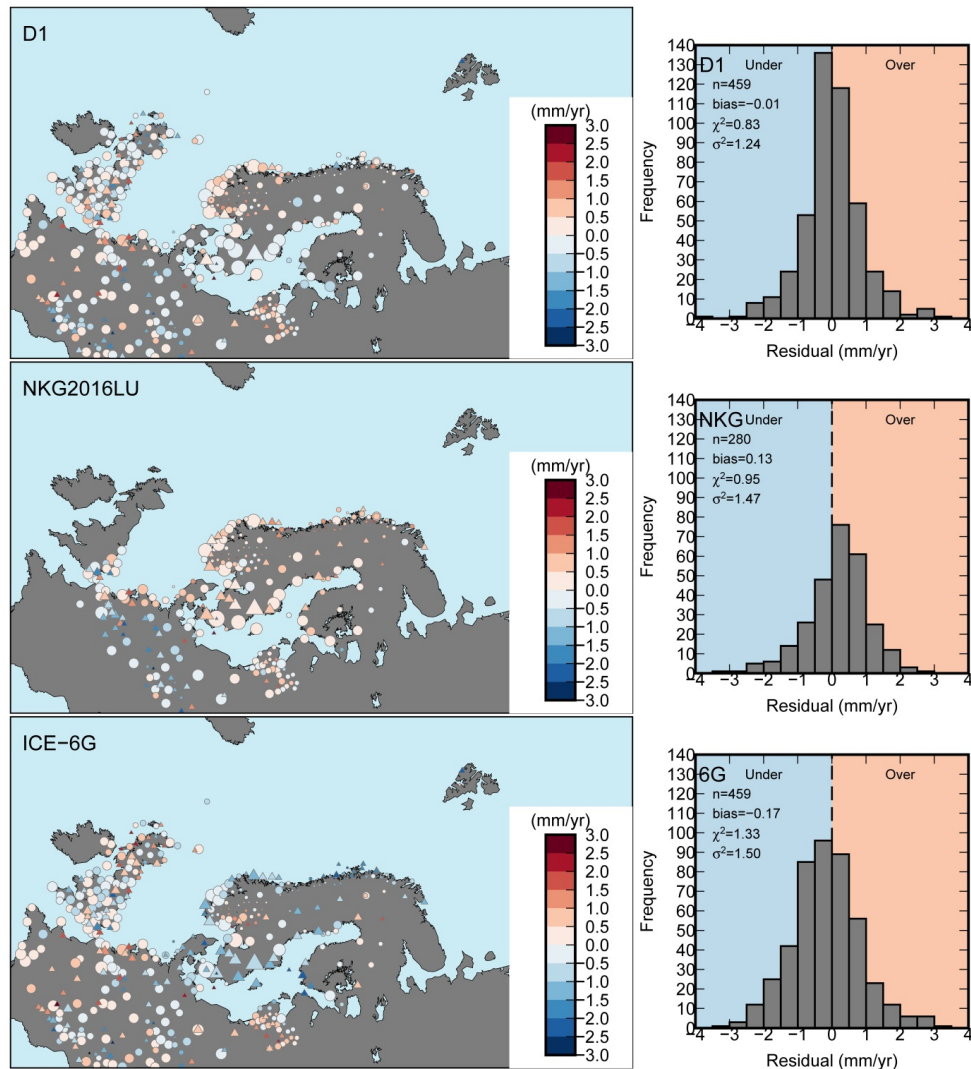 D1
(mm/yr)
3.0
2.5
2.0
1.5
1.0
0.5
0.0
−0.5
−1.0
−1.5
−2.0
−2.5
−3.0
Frequency
140
130
120
110
100
90
80
70
60
50
40
30
20
10
0
D1
Under
Over
n=459
bias=−0.01
χ²=0.83
σ²=1.24
−4 −3 −2 −1 0 1 2 3 4
Residual (mm/yr)
NKG2016LU
(mm/yr)
3.0
2.5
2.0
1.5
1.0
0.5
0.0
−0.5
−1.0
−1.5
−2.0
−2.5
−3.0
Frequency
140
130
120
110
100
90
80
70
60
50
40
30
20
10
0
NKG
Under
Over
n=280
bias=0.13
χ²=0.95
σ²=1.47
−4 −3 −2 −1 0 1 2 3 4
Residual (mm/yr)
ICE−6G
(mm/yr)
3.0
2.5
2.0
1.5
1.0
0.5
0.0
−0.5
−1.0
−1.5
−2.0
−2.5
−3.0
Frequency
140
130
120
110
100
90
80
70
60
50
40
30
20
10
0
6G
Under
Over
n=459
bias=−0.17
χ²=1.33
σ²=1.50
−4 −3 −2 −1 0 1 2 3 4
Residual (mm/yr)